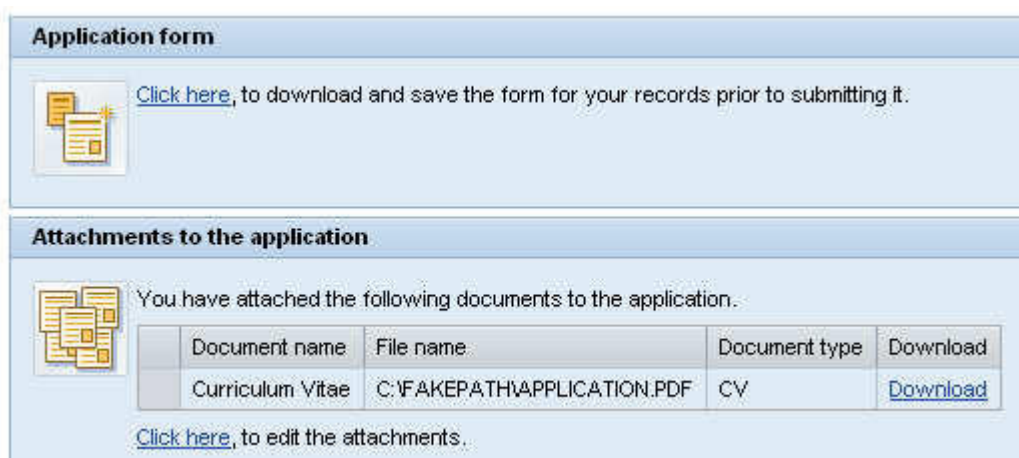 Application form
Click here, to download and save the form for your records prior to submitting it.
Attachments to the application
You have attached the following documents to the application.
Document name File name Document type Download
Curriculum Vitae C:\FAKEPATH\APPLICATION.PDF CV Download
Click here, to edit the attachments.